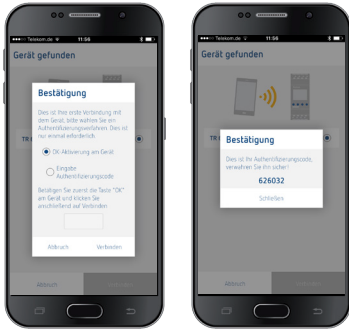 Telekom.de 11:56
Gerät gefunden
Bestätigung
Dies ist Ihre erste Verbindung mit
dem Gerät, bitte wählen Sie ein
Authentifizierungsverfahren. Dies ist
nur einmal erforderlich.
OK-Aktivierung am Gerät
Eingabe
Authentifizierungscode
Betätigen Sie zuerst die Taste "OK"
am Gerät und klicken Sie
anschließend auf Verbinden
Abbruch Verbinden
Abbruch
Telekom.de 11:56
Gerät gefunden
Bestätigung
Dies ist Ihr Authentifizierungscode,
verwahren Sie ihn sicher!
626032
Schließen
Abbruch